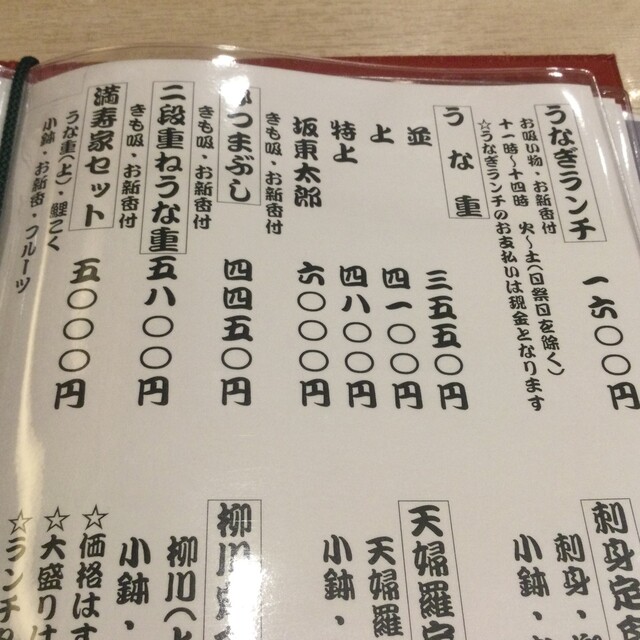 うなぎランチ 一六〇〇円
お吸い物・お新香付
十一時～十四時 火～土(日祭日を除く)
☆うなぎランチのお支払いは現金となります
うな重
並 三五五〇円
上 四一〇〇円
特上 四八〇〇円
坂東太郎 六〇〇〇円
きも吸・お新香付
つまぶし 四四五〇円
きも吸・お新香付
二段重ねうな重 五八〇〇円
きも吸・お新香付
満寿家セット 五〇〇〇円
うな重(上)・鯉こく
小鉢・お新香・フルーツ
刺身定
刺身・
小鉢・
天婦羅定
天婦羅
小鉢・
柳川
柳川(上
小鉢・
☆価格はす
☆大盛りは
☆ランチの